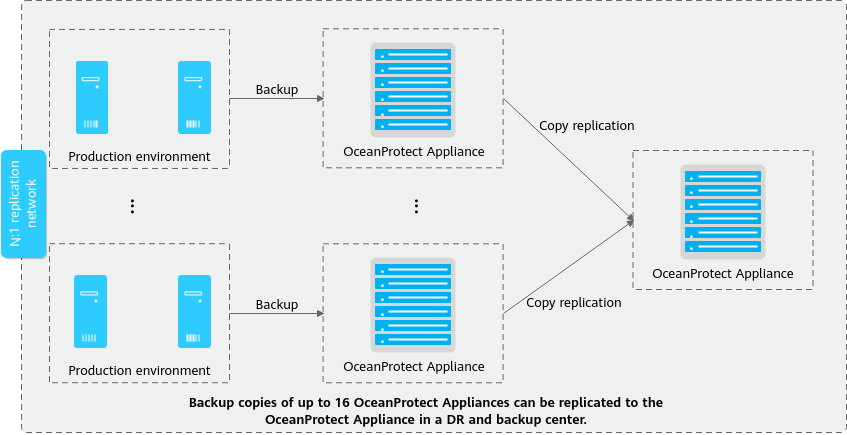 Backup
Copy replication
Production environment
OceanProtect Appliance
N:1 replication
network
OceanProtect Appliance
Backup
Copy replication
Production environment
OceanProtect Appliance
Backup copies of up to 16 OceanProtect Appliances can be replicated to the
OceanProtect Appliance in a DR and backup center.